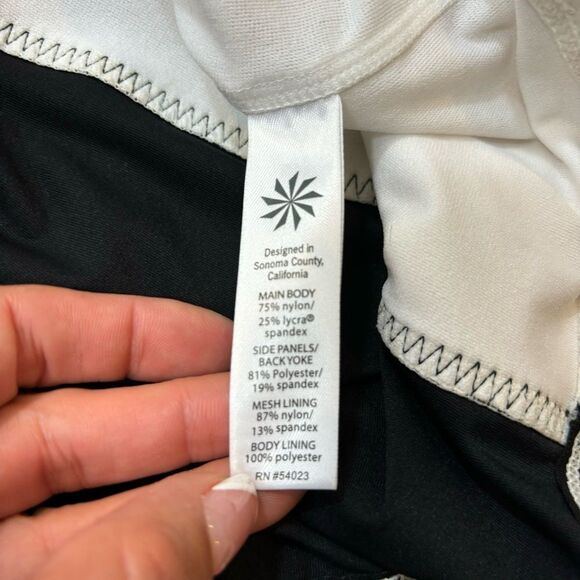 Designed in
Sonoma County,
California
MAIN BODY
75% nylon/
25% lycra®
spandex
SIDE PANELS/
BACK YOKE
81% Polyester/
19% spandex
MESH LINING
87% nylon/
13% spandex
BODY LINING
100% polyester
RN #54023